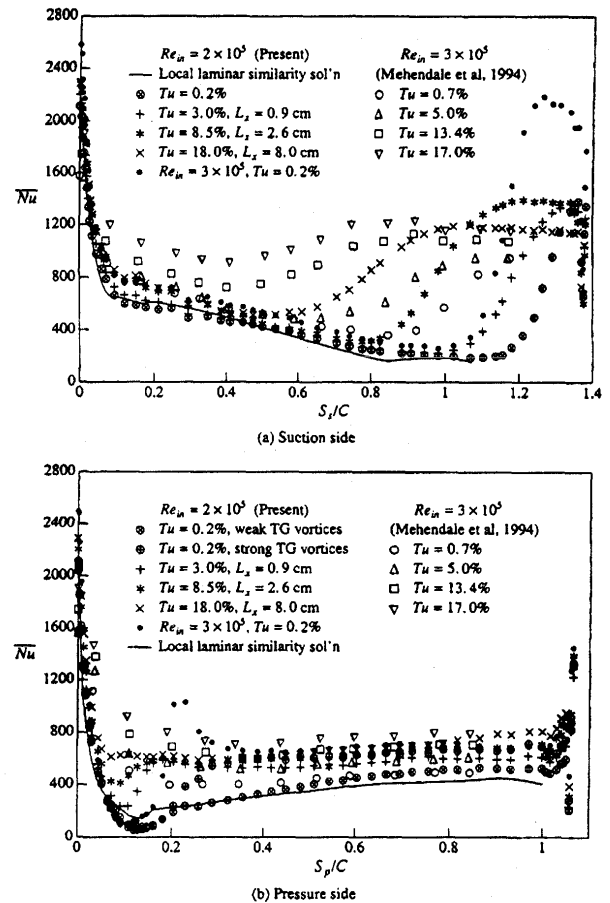 2800
2400
2000
1600
1200
800
400
0
Nu
Re_in = 2 × 10^5 (Present)
Local laminar similarity sol'n
Tu = 0.2%
Tu = 3.0%, L_x = 0.9 cm
Tu = 8.5%, L_x = 2.6 cm
Tu = 18.0%, L_x = 8.0 cm
Re_in = 3 × 10^5, Tu = 0.2%
Re_in = 3 × 10^5
(Mehendale et al, 1994)
Tu = 0.7%
Tu = 5.0%
Tu = 13.4%
Tu = 17.0%
0 0.2 0.4 0.6 0.8 1 1.2 1.4
S_s/C
(a) Suction side
2800
2400
2000
1600
1200
800
400
0
Nu
Re_in = 2 × 10^5 (Present)
Tu = 0.2%, weak TG vortices
Tu = 0.2%, strong TG vortices
Tu = 3.0%, L_x = 0.9 cm
Tu = 8.5%, L_x = 2.6 cm
Tu = 18.0%, L_x = 8.0 cm
Re_in = 3 × 10^5, Tu = 0.2%
Local laminar similarity sol'n
Re_in = 3 × 10^5
(Mehendale et al, 1994)
Tu = 0.7%
Tu = 5.0%
Tu = 13.4%
Tu = 17.0%
0 0.2 0.4 0.6 0.8 1
S_p/C
(b) Pressure side